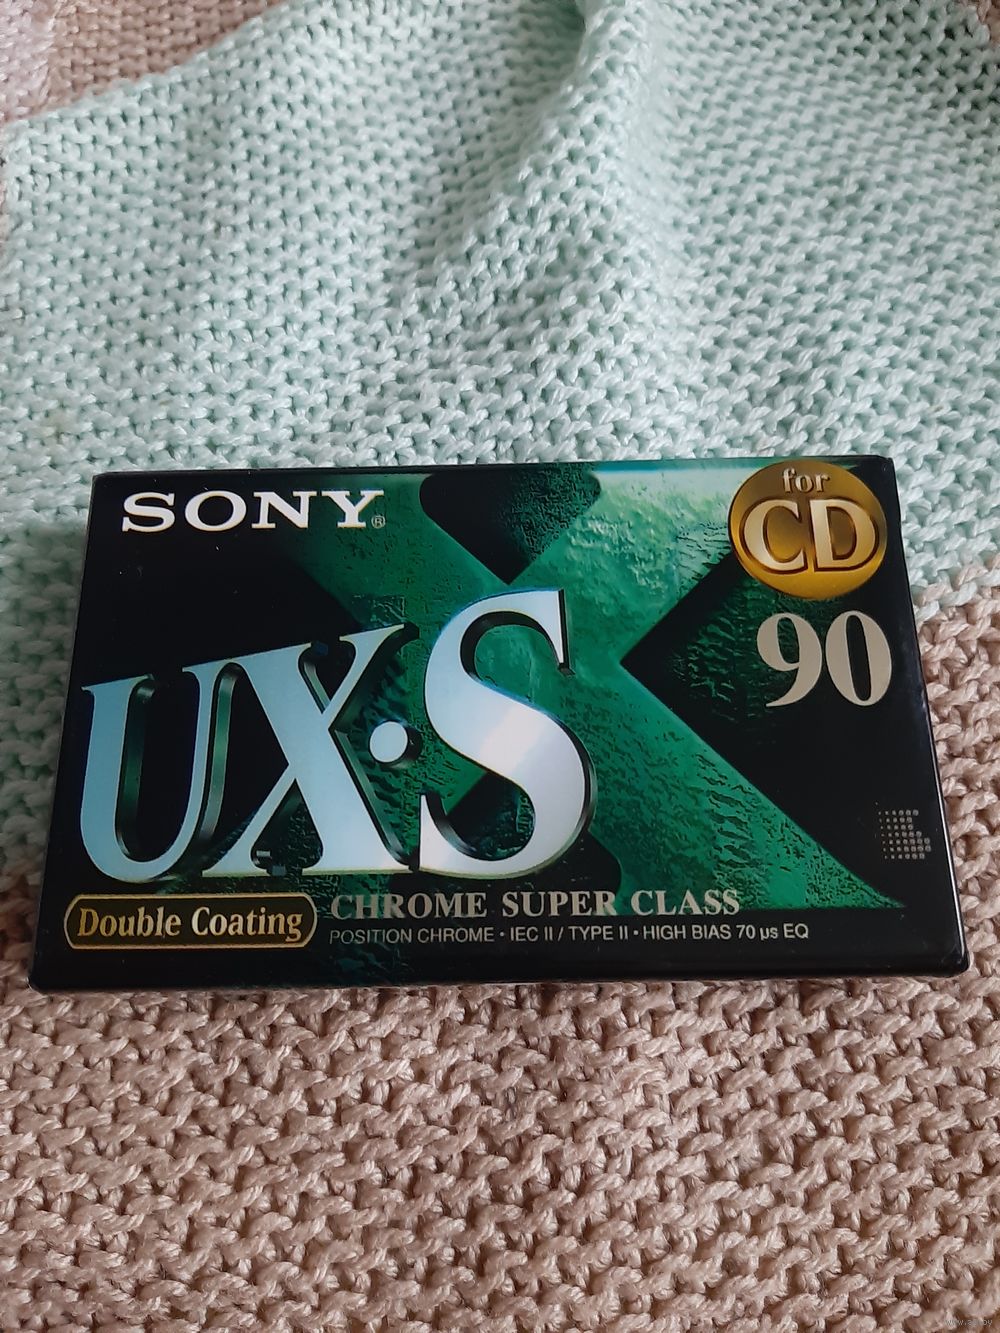 SONY®
for
CD
90
UX·S
Double Coating
CHROME SUPER CLASS
POSITION CHROME • IEC II / TYPE II • HIGH BIAS 70 µs EQ